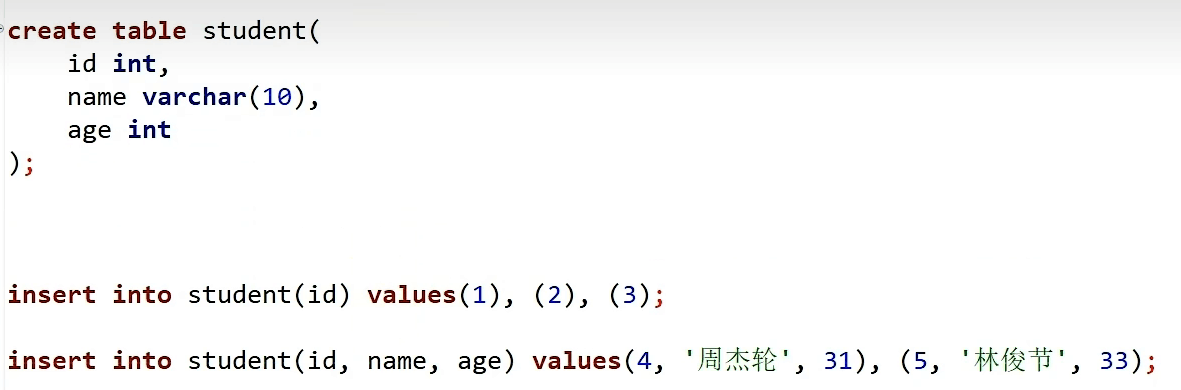 create table student(
    id int,
    name varchar(10),
    age int
);
insert into student(id) values(1), (2), (3);
insert into student(id, name, age) values(4, '周杰轮', 31), (5, '林俊节', 33);